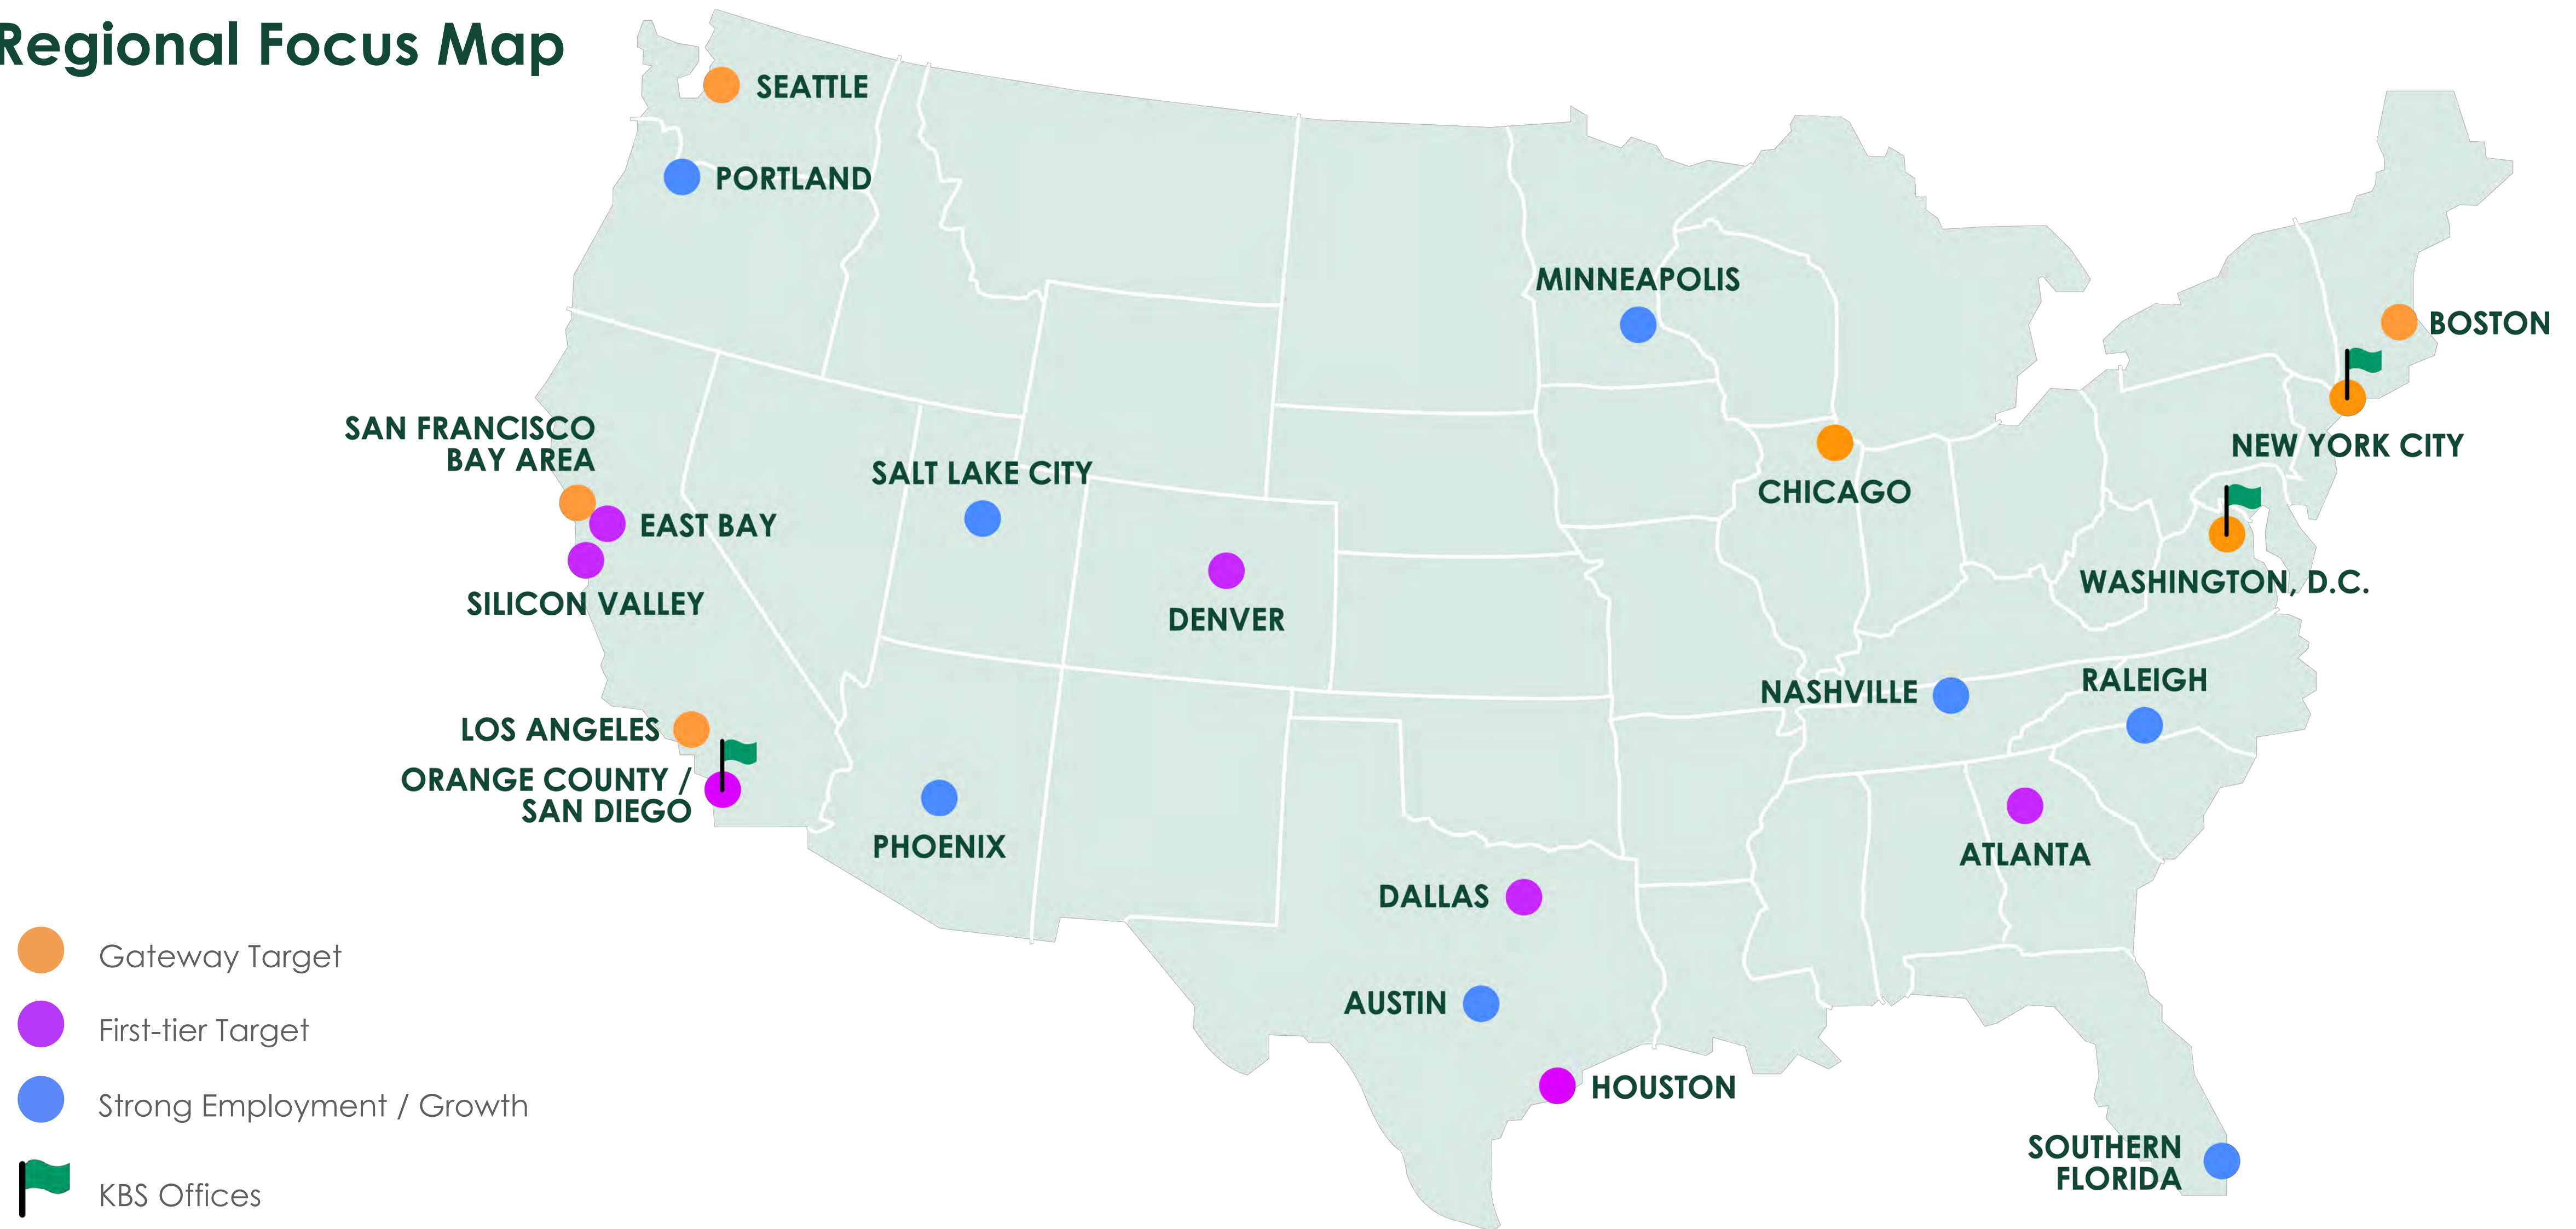 Regional Focus Map
SEATTLE
PORTLAND
MINNEAPOLIS
BOSTON
SAN FRANCISCO
BAY AREA
NEW YORK CITY
SALT LAKE CITY
CHICAGO
EAST BAY
WASHINGTON, D.C.
SILICON VALLEY
DENVER
NASHVILLE
RALEIGH
LOS ANGELES
ORANGE COUNTY /
SAN DIEGO
PHOENIX
ATLANTA
DALLAS
AUSTIN
HOUSTON
SOUTHERN
FLORIDA
Gateway Target
First-tier Target
Strong Employment / Growth
KBS Offices